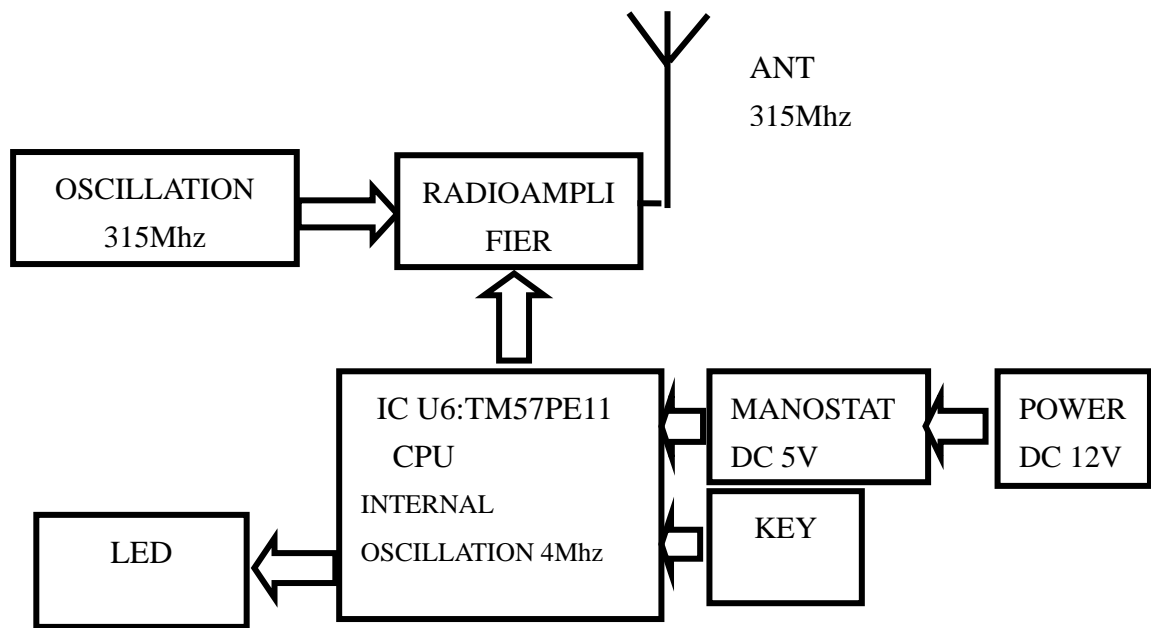 ANT
315Mhz
OSCILLATION
315Mhz
RADIOAMPLI
FIER
IC U6:TM57PE11
CPU
INTERNAL
OSCILLATION 4Mhz
MANOSTAT
DC 5V
POWER
DC 12V
KEY
LED